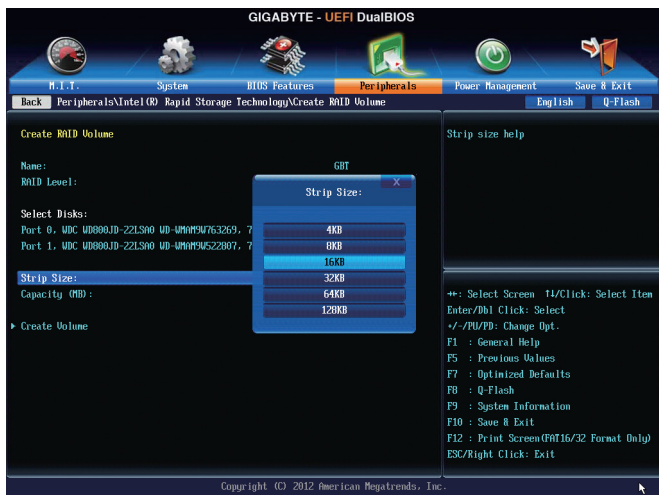 GIGABYTE - UEFI DualBIOS
M.I.T. System BIOS Features Peripherals Power Management Save & Exit
Back Peripherals\Intel(R) Rapid Storage Technology\Create RAID Volume English Q-Flash
Create RAID Volume
Name: GBT
RAID Level:
Select Disks:
Port 0, WDC WD800JD-22LSA0 WD-WMAM9W763269, 7
Port 1, WDC WD800JD-22LSA0 WD-WMAM9W522807, 7
Strip Size:
Capacity (MB):
Create Volume
Strip Size: X
4KB
8KB
16KB
32KB
64KB
128KB
Strip size help
→←: Select Screen ↑↓/Click: Select Item
Enter/Dbl Click: Select
+/-/PU/PD: Change Opt.
F1 : General Help
F5 : Previous Values
F7 : Optimized Defaults
F8 : Q-Flash
F9 : System Information
F10 : Save & Exit
F12 : Print Screen(FAT16/32 Format Only)
ESC/Right Click: Exit
Copyright (C) 2012 American Megatrends, Inc.